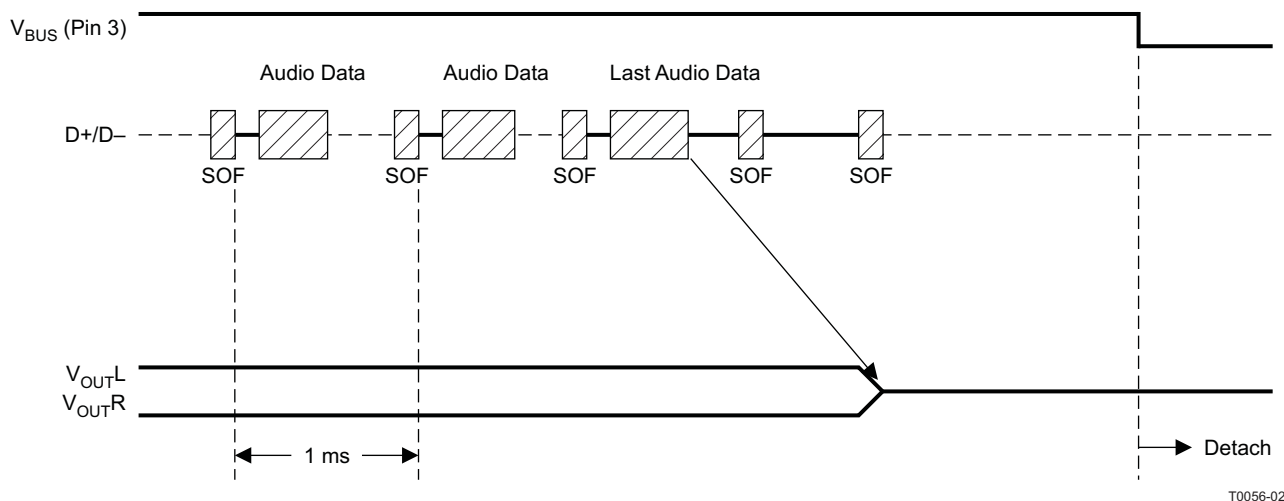 VBUS (Pin 3)
Audio Data Audio Data Last Audio Data
D+/D–
SOF SOF SOF SOF SOF
VOUTL
VOUTR
1 ms
Detach
T0056-02